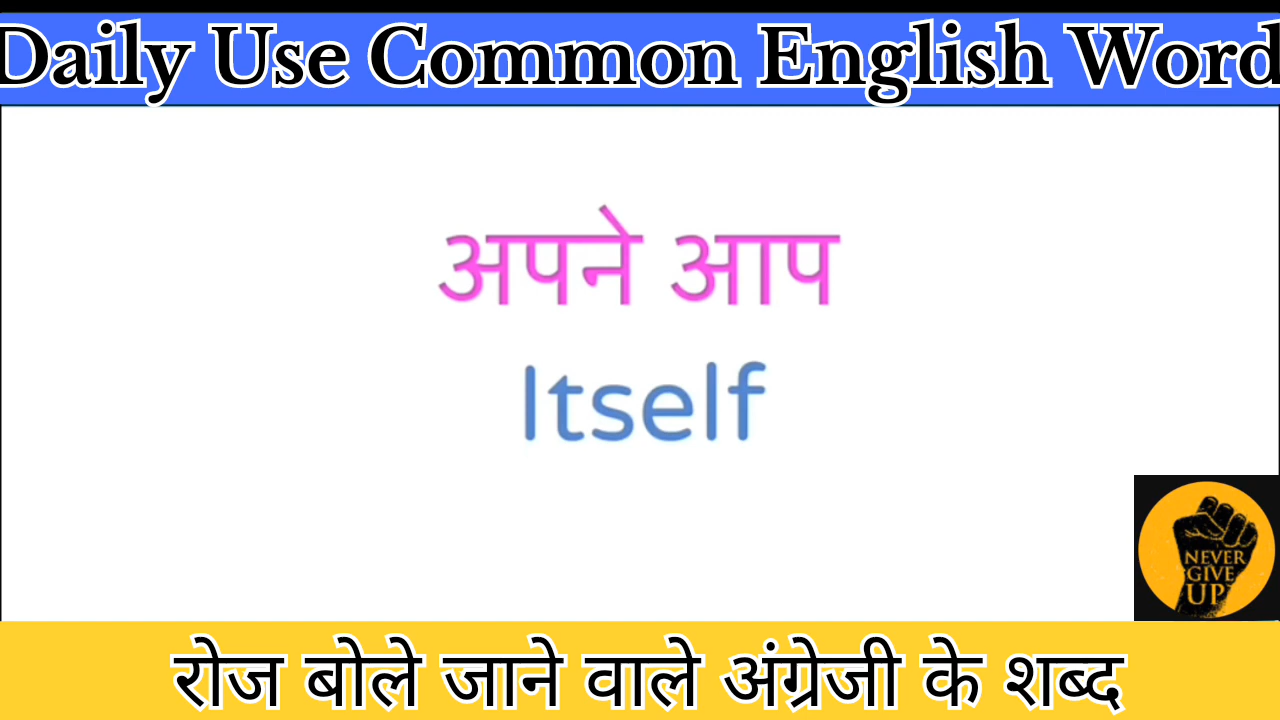 Daily Use Common English Word
अपने आप
Itself
NEVER
GIVE
UP
रोज बोले जाने वाले अंग्रेजी के शब्द